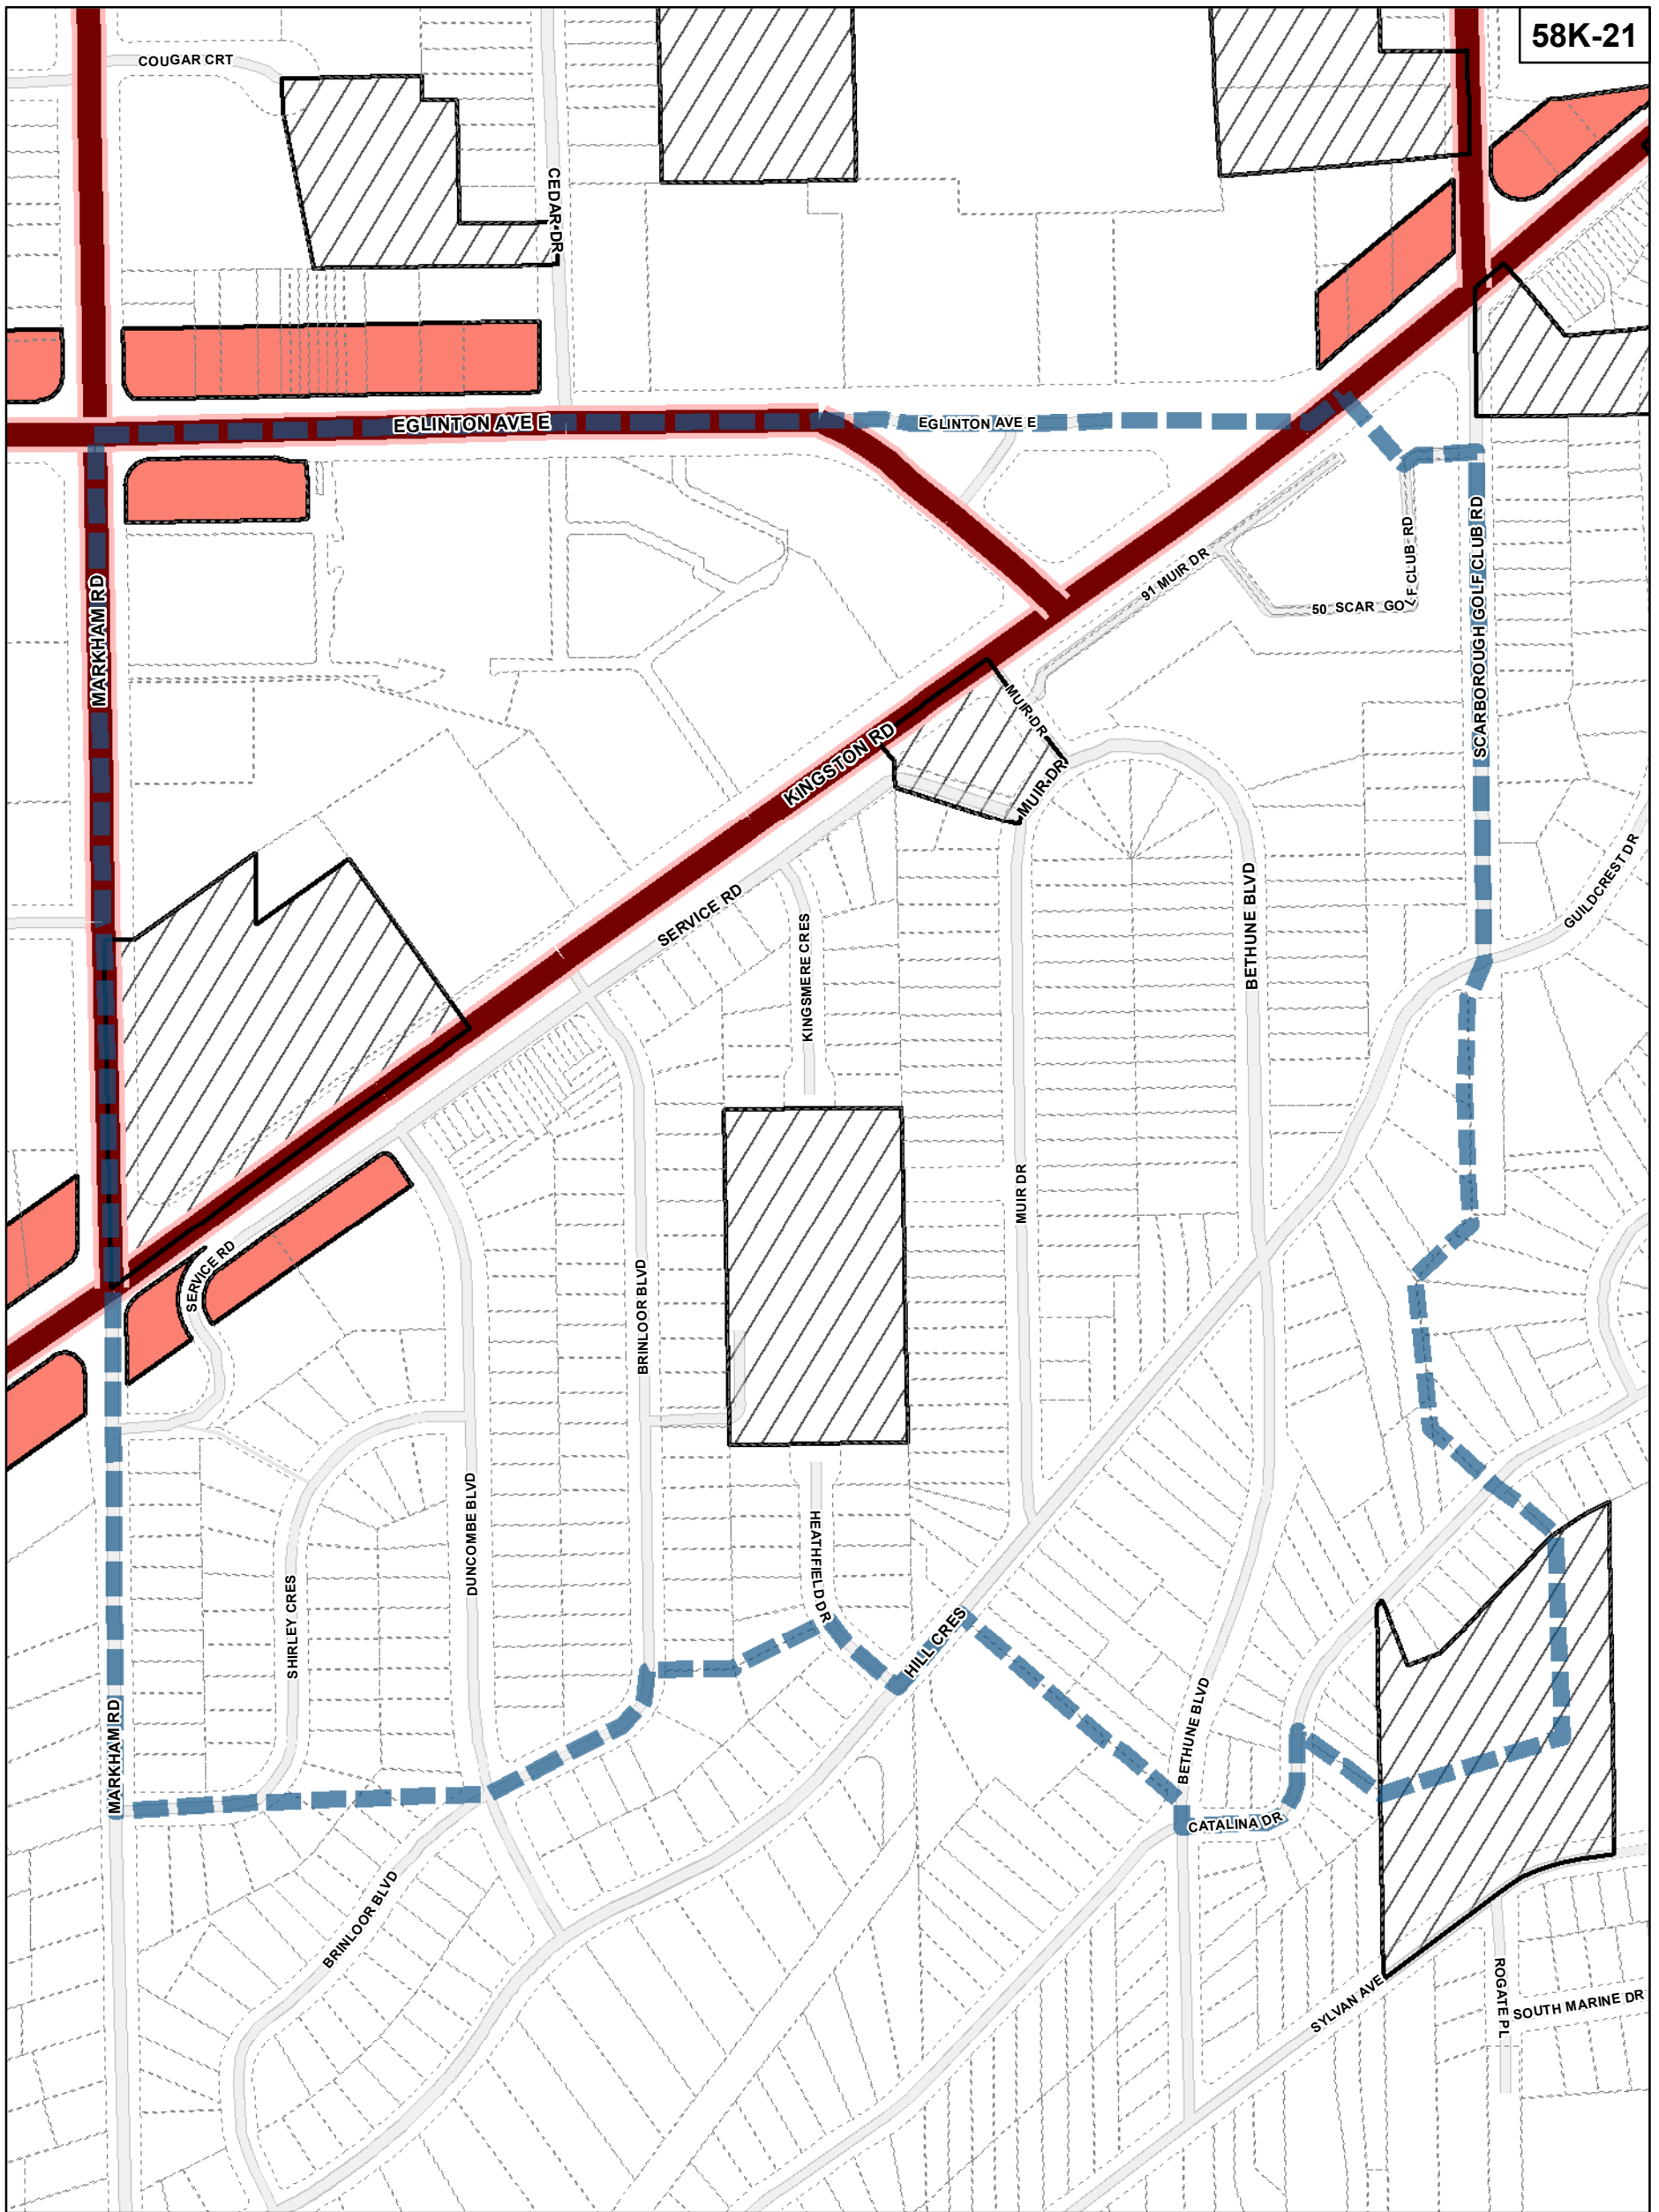 58K-21
COUGAR CRT
CEDAR DR
EGLINTON AVE E
EGLINTON AVE E
MARKHAM RD
SCARBOROUGH GOLF CLUB RD
91 MUIR DR
50 SCAR GOLF CLUB RD
MUIR DR
MUIR DR
KINGSTON RD
SERVICE RD
KINGSMERE CRES
BETHUNE BLVD
GUILDCREST DR
MUIR DR
SERVICE RD
BRINLOOR BLVD
DUNCOMBE BLVD
SHIRLEY CRES
HEATHFIELD DR
HILL CRES
MARKHAM RD
BETHUNE BLVD
CATALINA DR
BRINLOOR BLVD
SYLVAN AVE
ROGATE PL
SOUTH MARINE DR